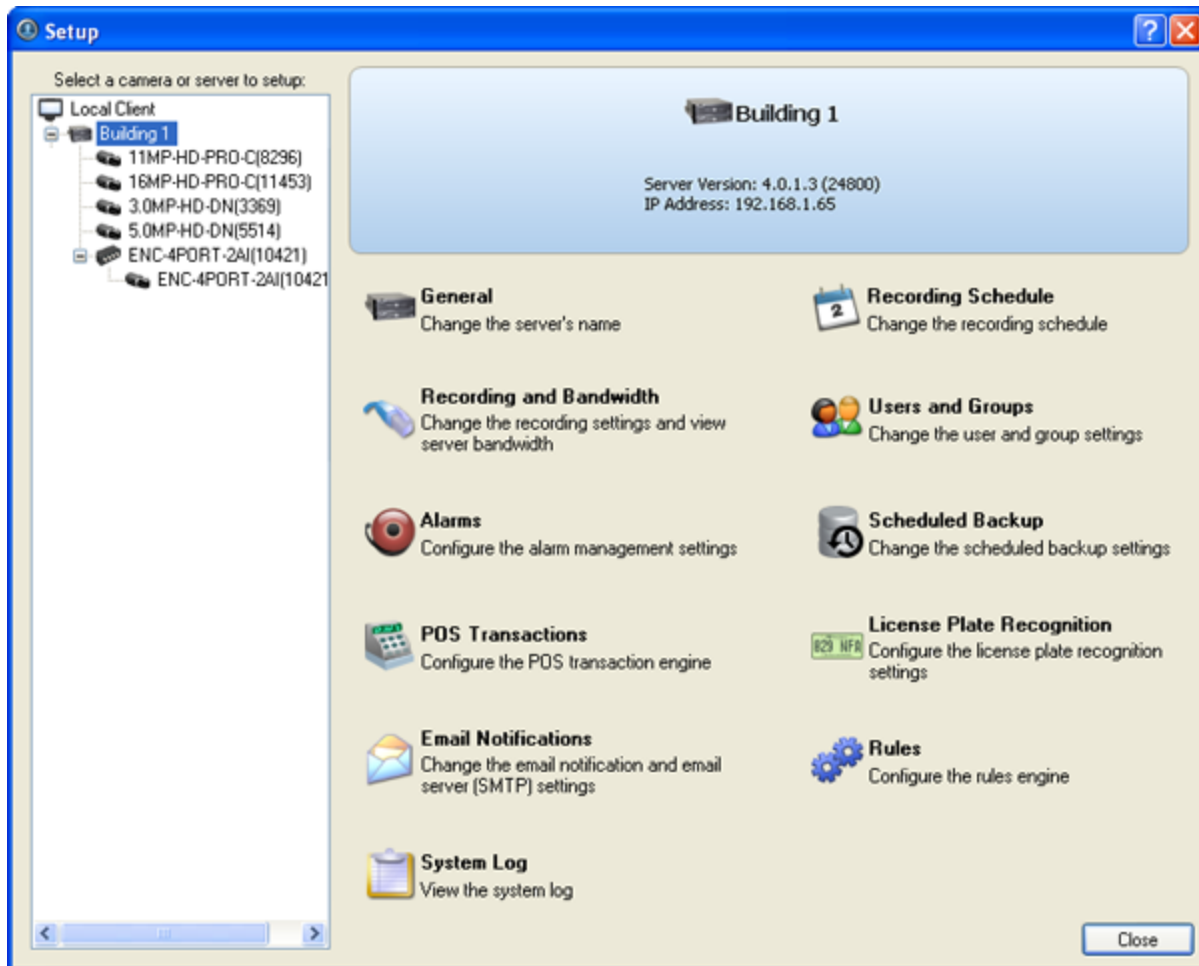 Setup
Select a camera or server to setup:
Local Client
Building 1
11MP-HD-PRO-C(8296)
16MP-HD-PRO-C(11453)
3.0MP-HD-DN(3369)
5.0MP-HD-DN(5514)
ENC-4PORT-2AI(10421)
ENC-4PORT-2AI(10421
Building 1
Server Version: 4.0.1.3 (24800)
IP Address: 192.168.1.65
General
Change the server's name
Recording Schedule
Change the recording schedule
Recording and Bandwidth
Change the recording settings and view
server bandwidth
Users and Groups
Change the user and group settings
Alarms
Configure the alarm management settings
Scheduled Backup
Change the scheduled backup settings
POS Transactions
Configure the POS transaction engine
License Plate Recognition
Configure the license plate recognition
settings
Email Notifications
Change the email notification and email
server (SMTP) settings
Rules
Configure the rules engine
System Log
View the system log
Close